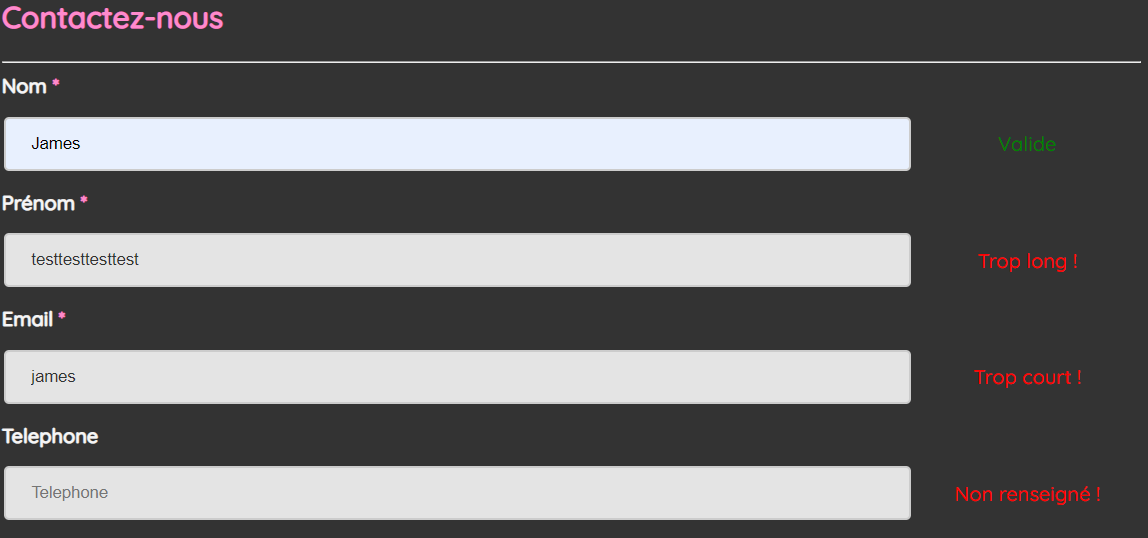 Contactez-nous
Nom *
James
Valide
Prénom *
testtesttesttest
Trop long !
Email *
james
Trop court !
Telephone
Telephone
Non renseigné !